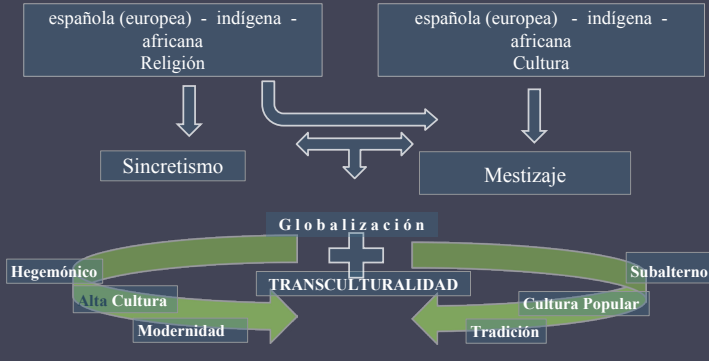 española (europea) - indígena -
africana
Religión
española (europea) - indígena -
africana
Cultura
Sincretismo
Mestizaje
Globalización
Hegemónico
Subalterno
TRANSCULTURALIDAD
Alta Cultura
Cultura Popular
Modernidad
Tradición